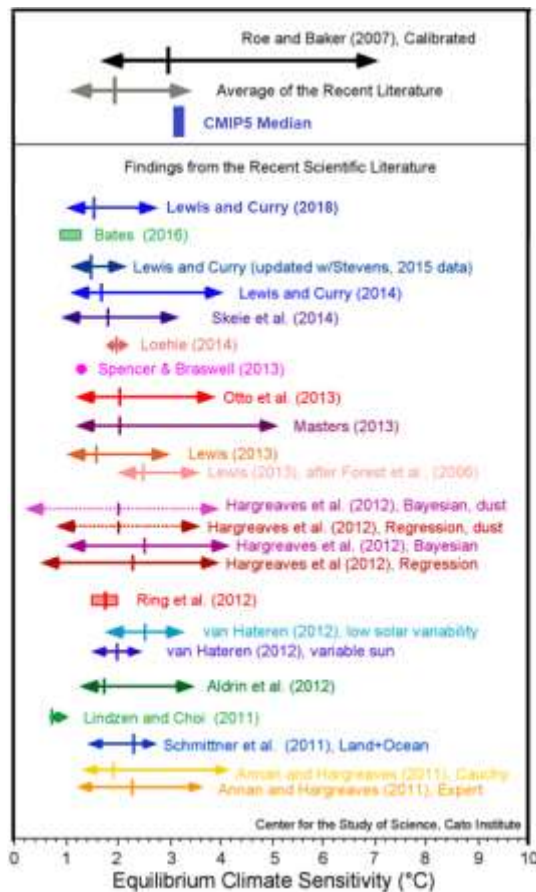 Roe and Baker (2007), Calibrated
Average of the Recent Literature
CMIP5 Median
Findings from the Recent Scientific Literature
Lewis and Curry (2018)
Bates (2016)
Lewis and Curry (updated w/Stevens, 2015 data)
Lewis and Curry (2014)
Skeie et al. (2014)
Loehle (2014)
Spencer & Braswell (2013)
Otto et al. (2013)
Masters (2013)
Lewis (2013)
Lewis (2013), after Forest et al., (2006)
Hargreaves et al. (2012), Bayesian, dust
Hargreaves et al. (2012), Regression, dust
Hargreaves et al. (2012), Bayesian
Hargreaves et al (2012), Regression
Ring et al. (2012)
van Hateren (2012), low solar variability
van Hateren (2012), variable sun
Aldrin et al. (2012)
Lindzen and Choi (2011)
Schmittner et al. (2011), Land+Ocean
Annan and Hargreaves (2011), Cauchy
Annan and Hargreaves (2011), Expert
Center for the Study of Science, Cato Institute
0 1 2 3 4 5 6 7 8 9 10
Equilibrium Climate Sensitivity (°C)